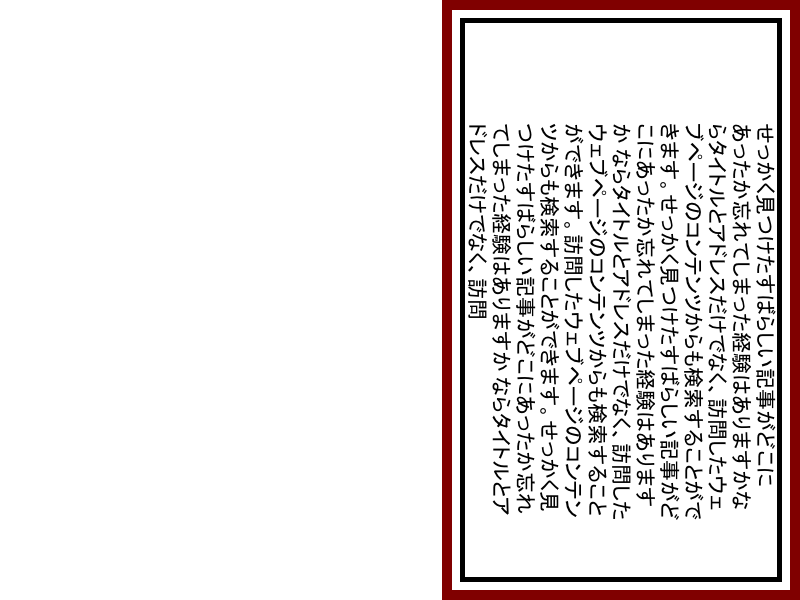 せっかく見つけたすばらしい記事がどこに
あったか忘れてしまった経験はありますかな
らタイトルとアドレスだけでなく、訪問したウェ
ブページのコンテンツからも検索することがで
きます。せっかく見つけたすばらしい記事がど
こにあったか忘れてしまった経験はあります
か ならタイトルとアドレスだけでなく、訪問した
ウェブページのコンテンツからも検索すること
ができます。訪問したウェブページのコンテン
ツからも検索することができます。せっかく見
つけたすばらしい記事がどこにあったか忘れ
てしまった経験はありますか ならタイトルとア
ドレスだけでなく、訪問